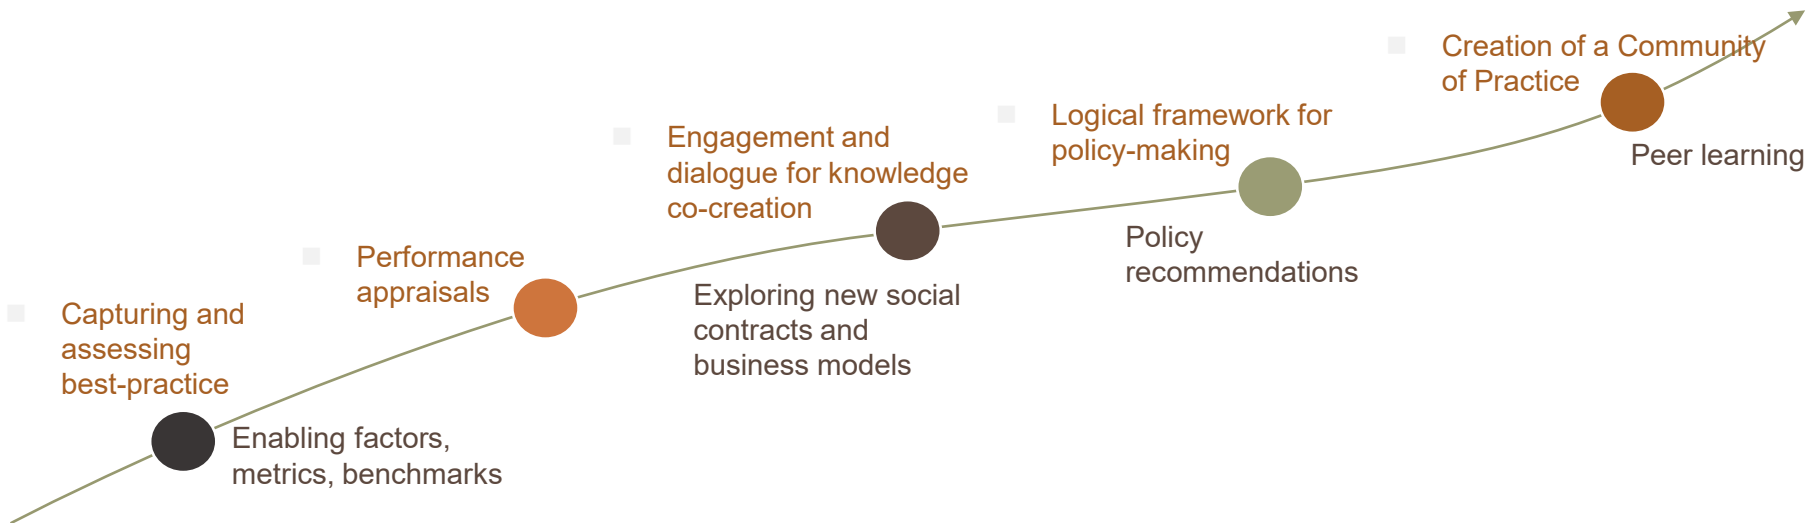 Capturing and
assessing
best-practice
Enabling factors,
metrics, benchmarks
Performance
appraisals
Engagement and
dialogue for knowledge
co-creation
Exploring new social
contracts and
business models
Logical framework for
policy-making
Policy
recommendations
Creation of a Community
of Practice
Peer learning